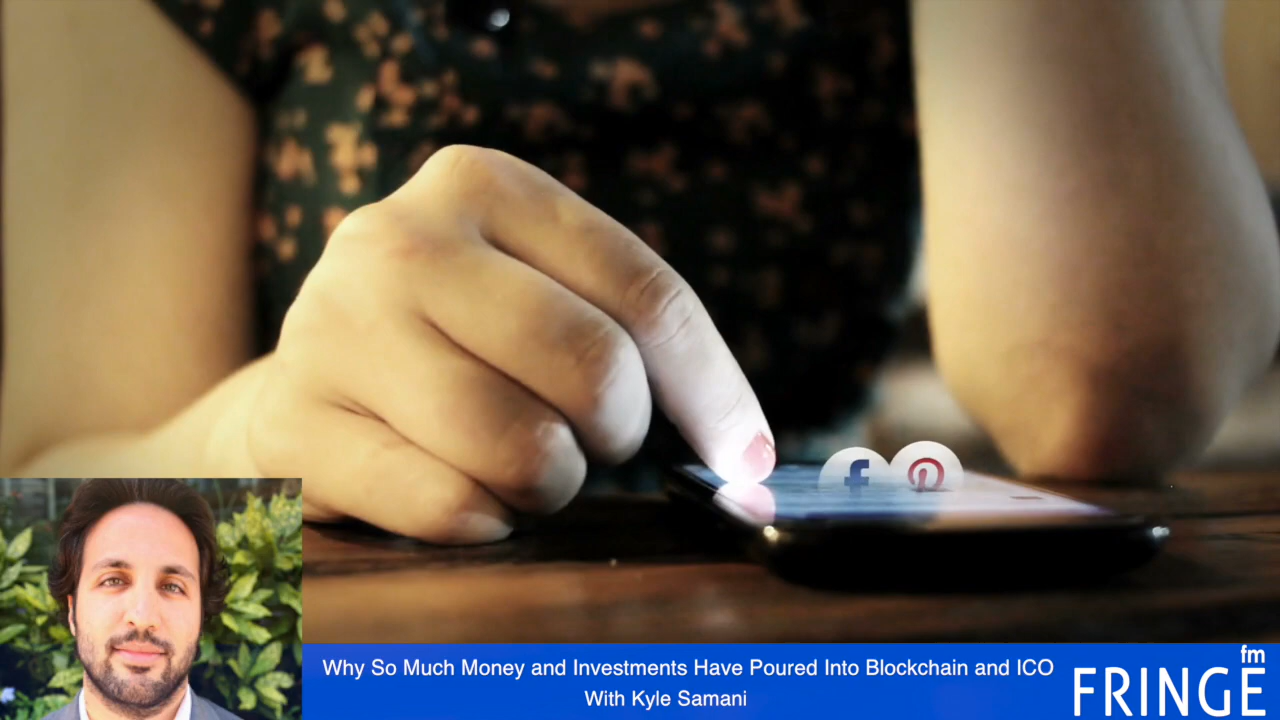 Why So Much Money and Investments Have Poured Into Blockchain and ICO
With Kyle Samani
fm
FRINGE